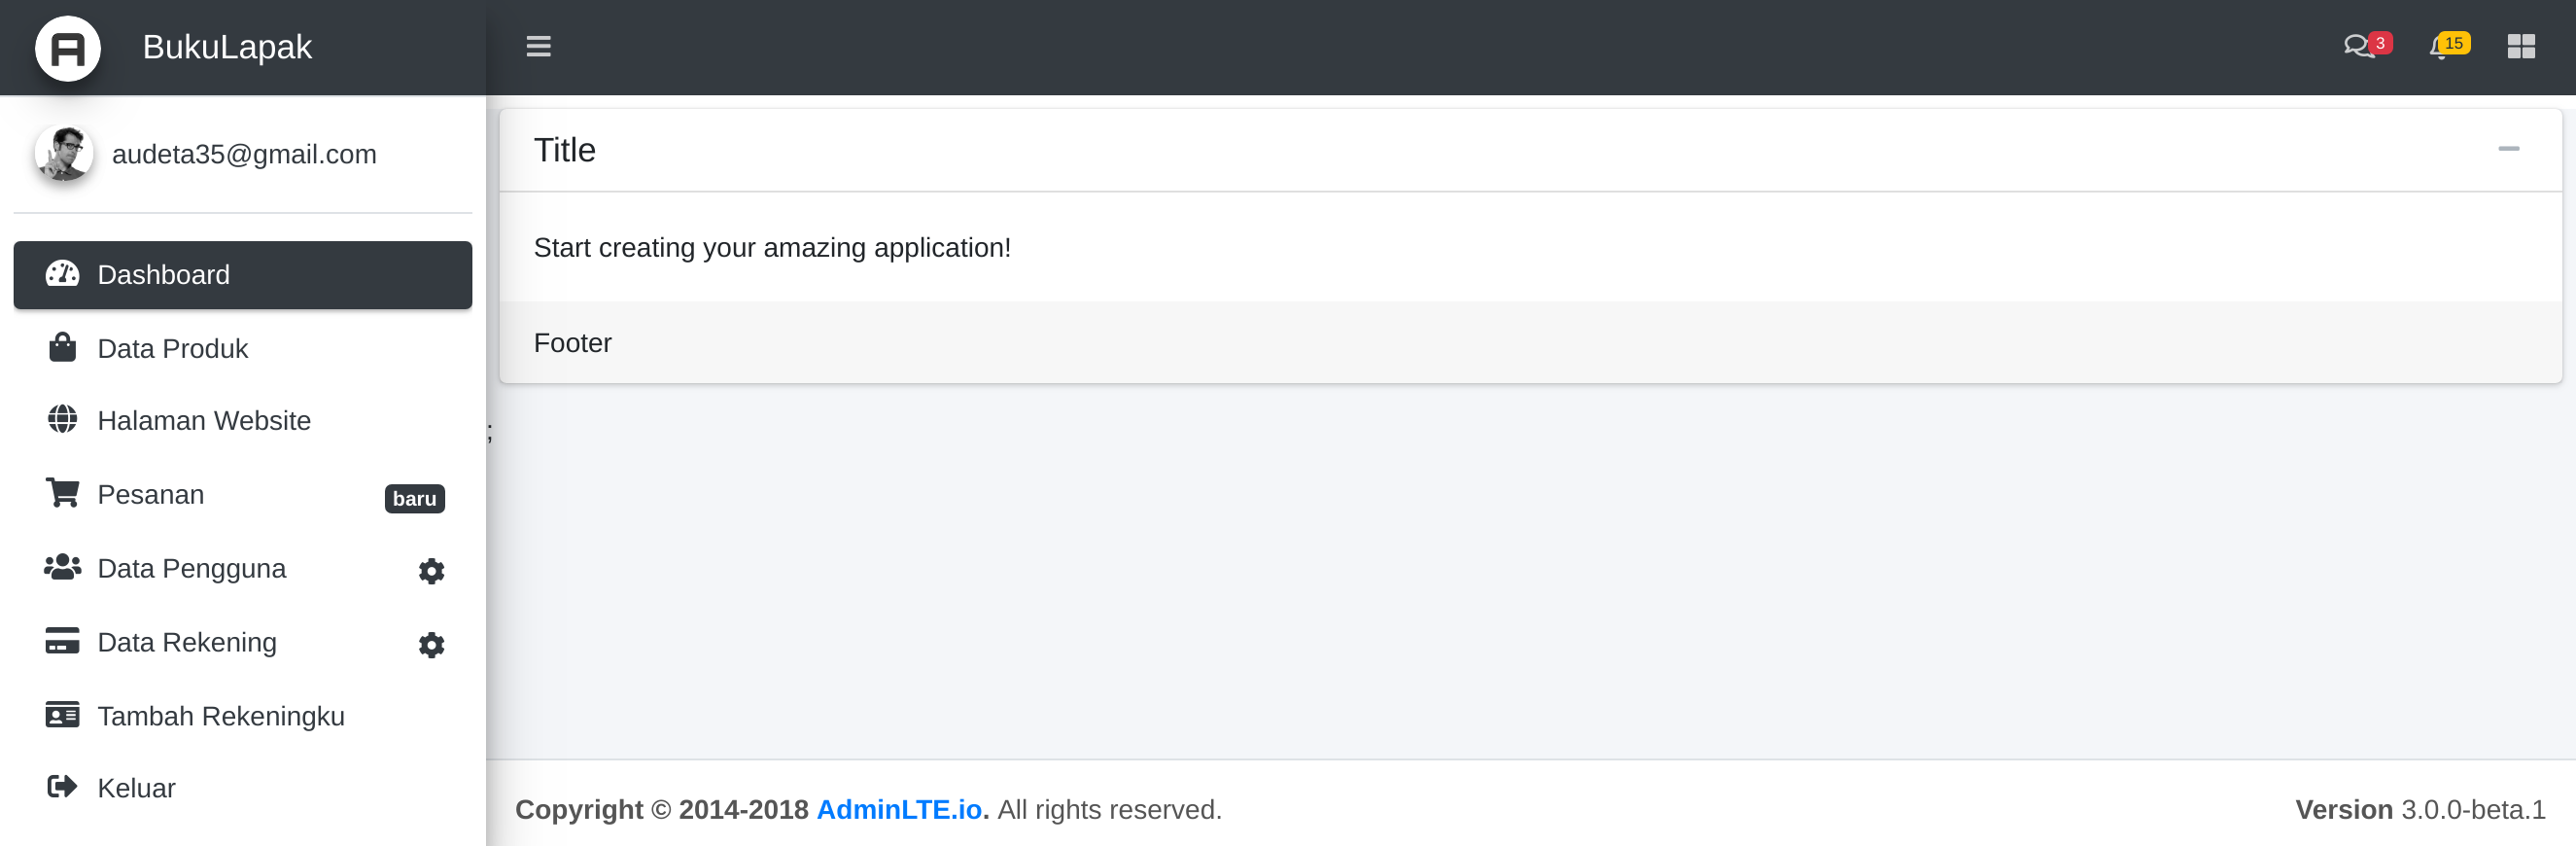 BukuLapak
3
15
audeta35@gmail.com
Dashboard
Data Produk
Halaman Website
Pesanan
baru
Data Pengguna
Data Rekening
Tambah Rekeningku
Keluar
Title
Start creating your amazing application!
Footer
;
Copyright © 2014-2018 AdminLTE.io. All rights reserved.
Version 3.0.0-beta.1